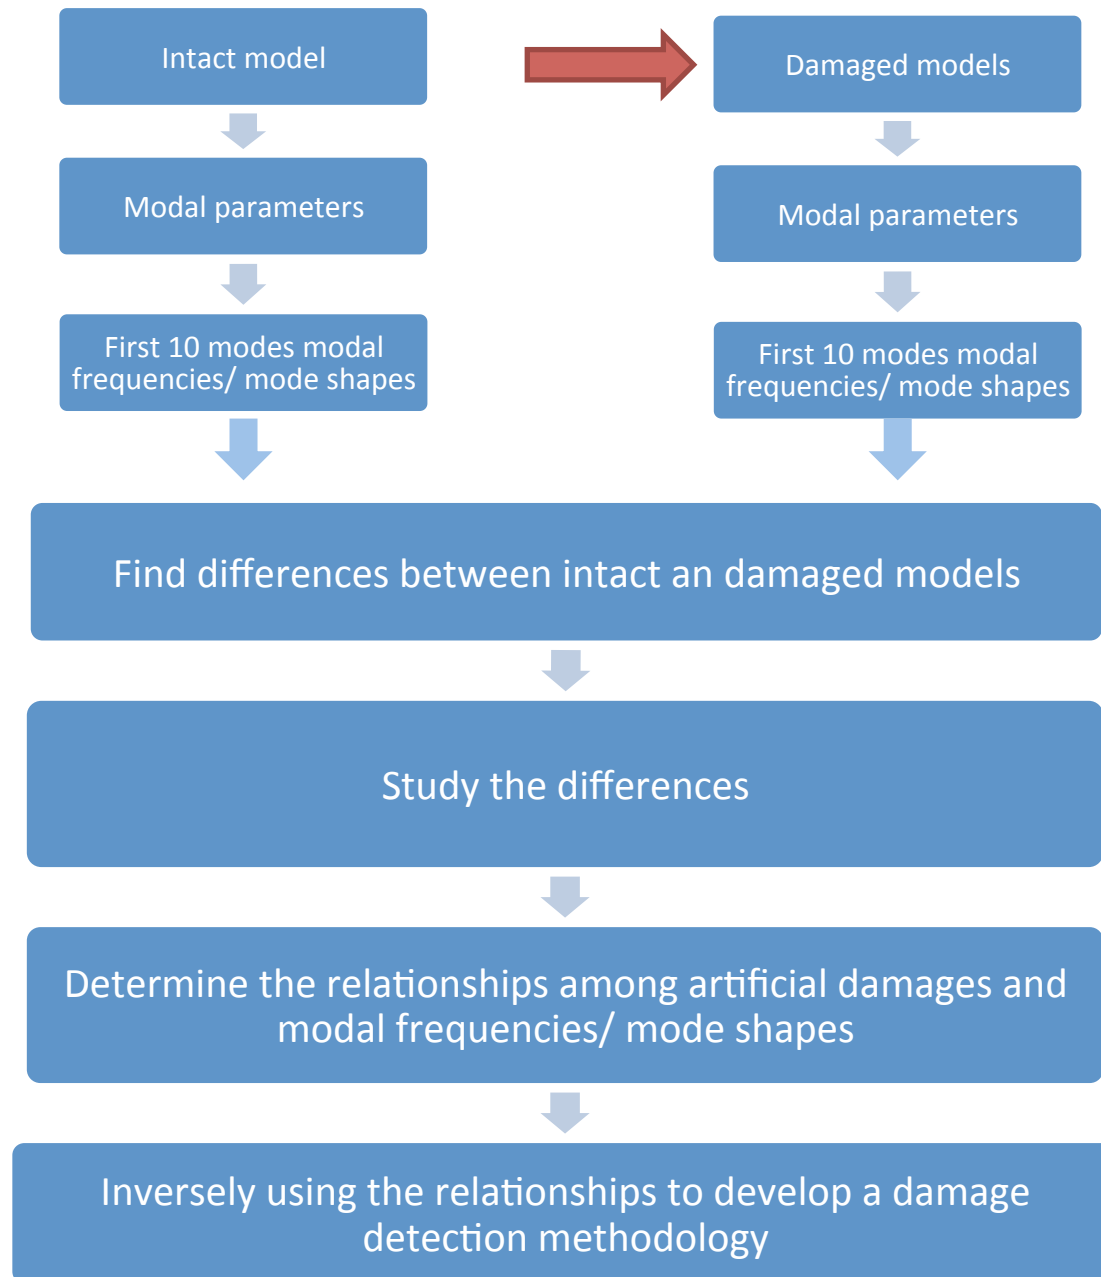 Intact model
Damaged models
Modal parameters
Modal parameters
First 10 modes modal
frequencies/ mode shapes
First 10 modes modal
frequencies/ mode shapes
Find differences between intact an damaged models
Study the differences
Determine the relationships among artificial damages and
modal frequencies/ mode shapes
Inversely using the relationships to develop a damage
detection methodology